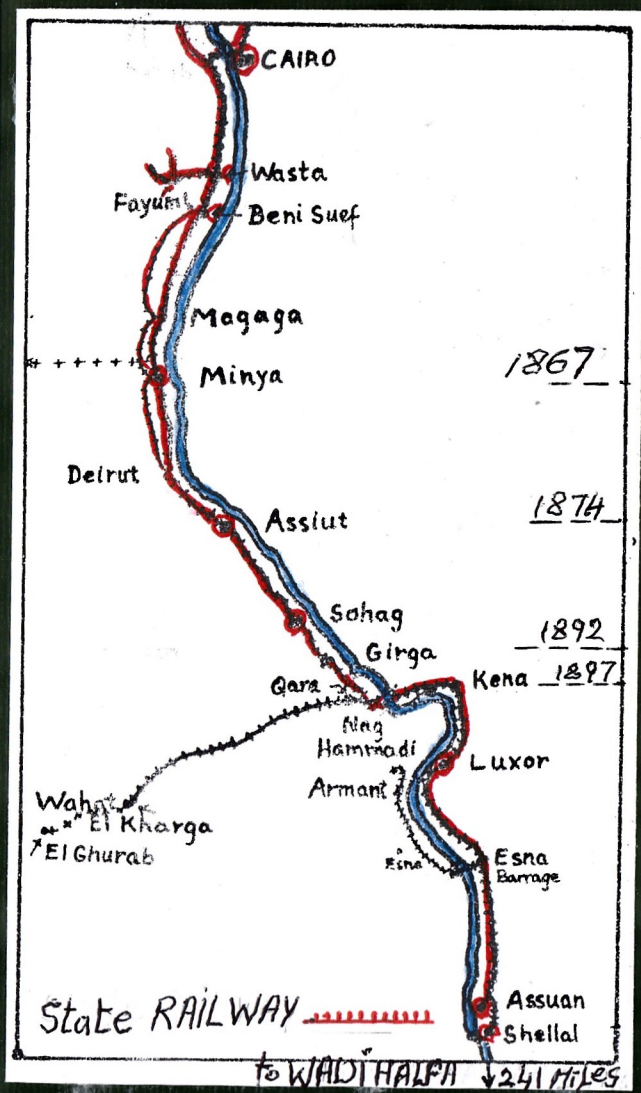 CAIRO
Wasta
Fayum
Beni Suef
Magaga
1867
Minya
Deirut
1874
Assiut
Sohag
1892
Girga
Kena 1897
Qara
Nag
Hammadi
Luxor
Armant
Wahat
El Kharga
El Ghurab
Esna
Esna
Barrage
Assuan
State RAILWAY
Shellal
to WADI HALFA 241 MILES